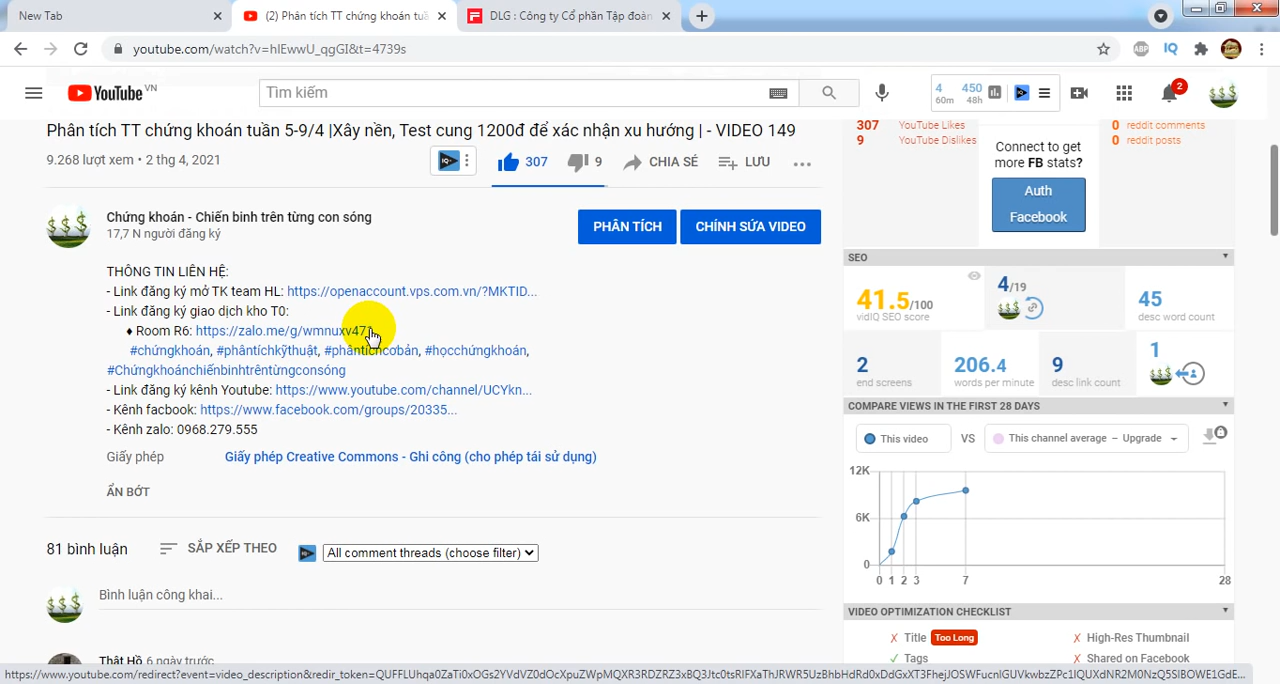 New Tab
(2) Phân tích TT chứng khoán tuần
DLG : Công ty Cổ phần Tập đoàn
youtube.com/watch?v=hIEwwU_qgGI&t=4739s
ABP
IQ
YouTube VN
Tìm kiếm
4 60m
450 48h
2
Phân tích TT chứng khoán tuần 5-9/4 |Xây nền, Test cung 1200đ để xác nhận xu hướng | - VIDEO 149
9.268 lượt xem • 2 thg 4, 2021
307
9
CHIA SẺ
LƯU
Chứng khoán - Chiến binh trên từng con sóng
17,7 N người đăng ký
PHÂN TÍCH
CHỈNH SỬA VIDEO
THÔNG TIN LIÊN HỆ:
- Link đăng ký mở TK team HL: https://openaccount.vps.com.vn/?MKTID...
- Link đăng ký giao dịch kho T0:
♦ Room R6: https://zalo.me/g/wmnuxv47
#chứngkhoán, #phântíchkỹthuật, #phântíchcơbản, #họcchứngkhoán,
#Chứngkhoánchiếnbinhtrêntừngconsóng
- Link đăng ký kênh Youtube: https://www.youtube.com/channel/UCYkn...
- Kênh facbook: https://www.facebook.com/groups/20335...
- Kênh zalo: 0968.279.555
Giấy phép
Giấy phép Creative Commons - Ghi công (cho phép tái sử dụng)
ẨN BỚT
81 bình luận
SẮP XẾP THEO
All comment threads (choose filter)
Bình luận công khai...
Thật Hồ 6 ngày trước
307 YouTube Likes
9 YouTube Dislikes
Connect to get
more FB stats?
Auth
Facebook
0 reddit comments
0 reddit posts
SEO
41.5/100
vidIQ SEO score
4/19
45
desc word count
2
end screens
206.4
words per minute
9
desc link count
1
COMPARE VIEWS IN THE FIRST 28 DAYS
This video
VS
This channel average – Upgrade
12K
6K
0
0 1 2 3 7 28
VIDEO OPTIMIZATION CHECKLIST
✗ Title Too Long
✗ High-Res Thumbnail
✓ Tags
✗ Shared on Facebook